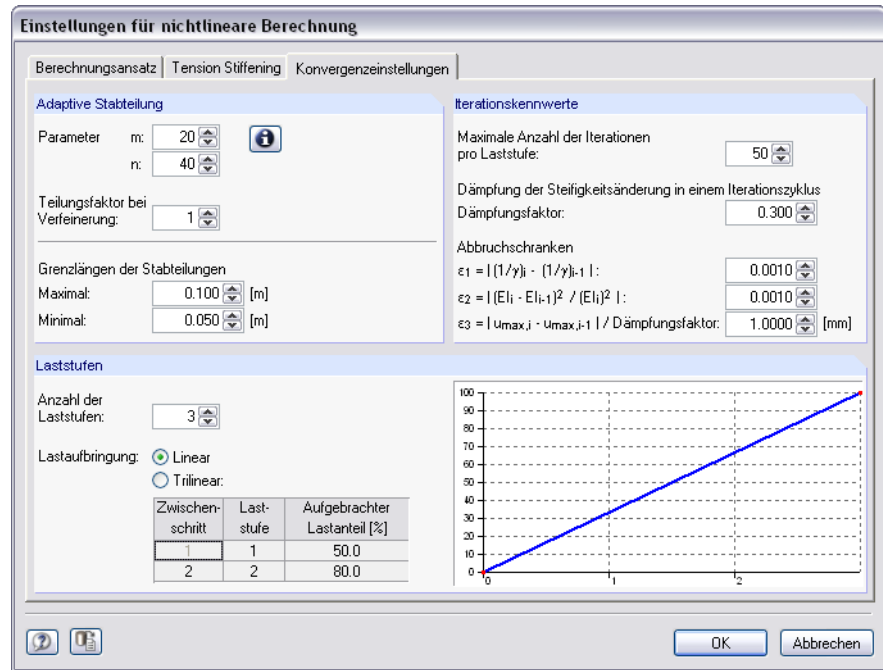 Einstellungen für nichtlineare Berechnung
Berechnungsansatz Tension Stiffening Konvergenzeinstellungen
Adaptive Stabteilung
Parameter m: 20
n: 40
Teilungsfaktor bei
Verfeinerung: 1
Grenzlängen der Stabteilungen
Maximal: 0.100 [m]
Minimal: 0.050 [m]
Iterationskennwerte
Maximale Anzahl der Iterationen
pro Laststufe: 50
Dämpfung der Steifigkeitsänderung in einem Iterationszyklus
Dämpfungsfaktor: 0.300
Abbruchschranken
ε1 = | (1/γ)i - (1/γ)i-1 | : 0.0010
ε2 = | (EIi - EIi-1)² / (EIi)² | : 0.0010
ε3 = | umax,i - umax,i-1 | / Dämpfungsfaktor: 1.0000 [mm]
Laststufen
Anzahl der
Laststufen: 3
Lastaufbringung: Linear
Trilinear:
Zwischen- Last- Aufgebrachter
schritt stufe Lastanteil [%]
1 1 50.0
2 2 80.0
100
90
80
70
60
50
40
30
20
10
0
0 1 2
OK Abbrechen